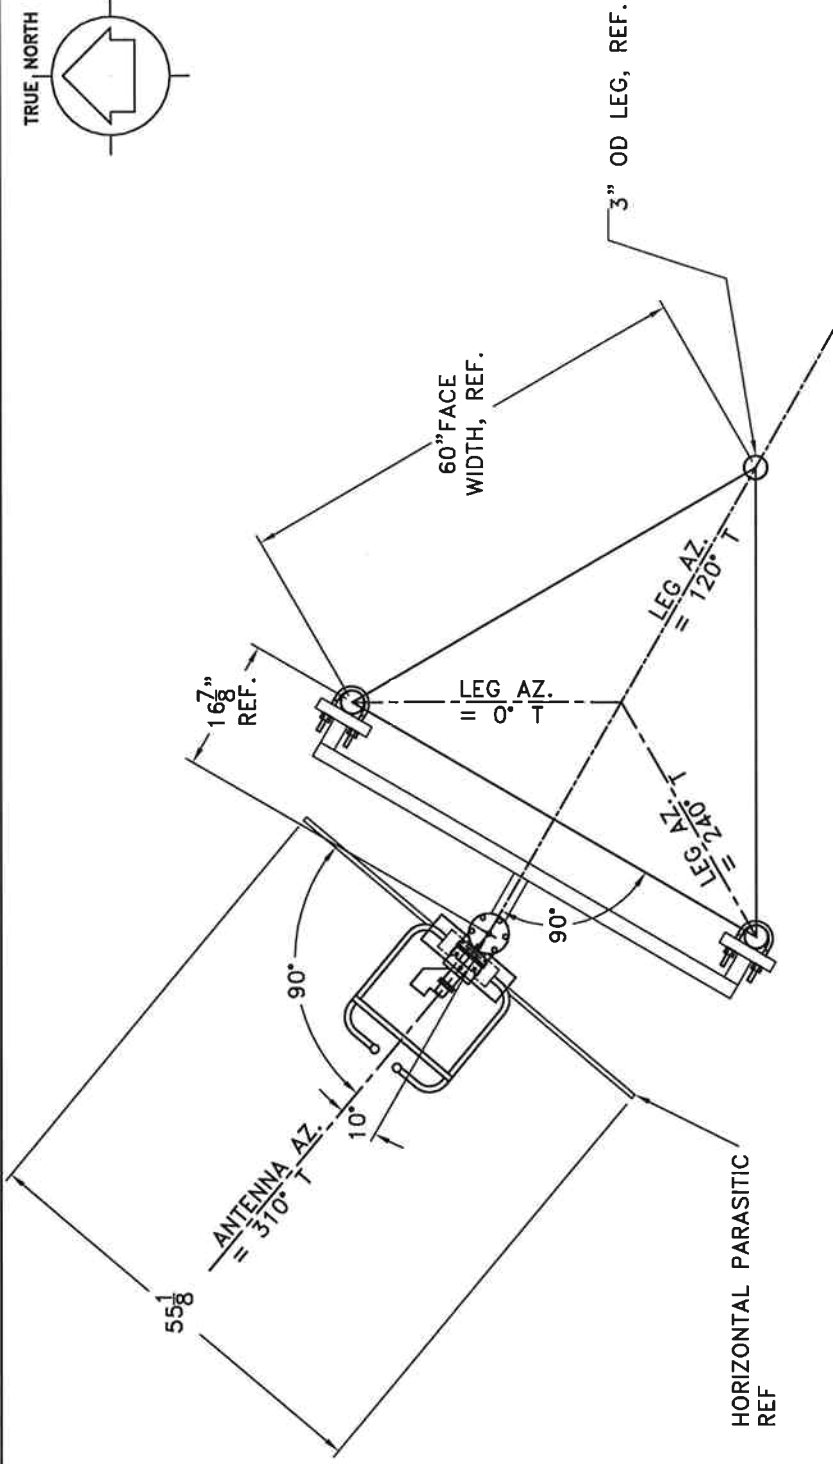 TRUE NORTH
3" OD LEG, REF.
60"FACE
WIDTH, REF.
16 7/8"
REF.
LEG AZ.
= 0° T
LEG AZ.
= 120° T
LEG AZ.
= 240° T
90°
90°
10°
ANTENNA AZ.
= 310° T
55 1/8
HORIZONTAL PARASITIC
REF